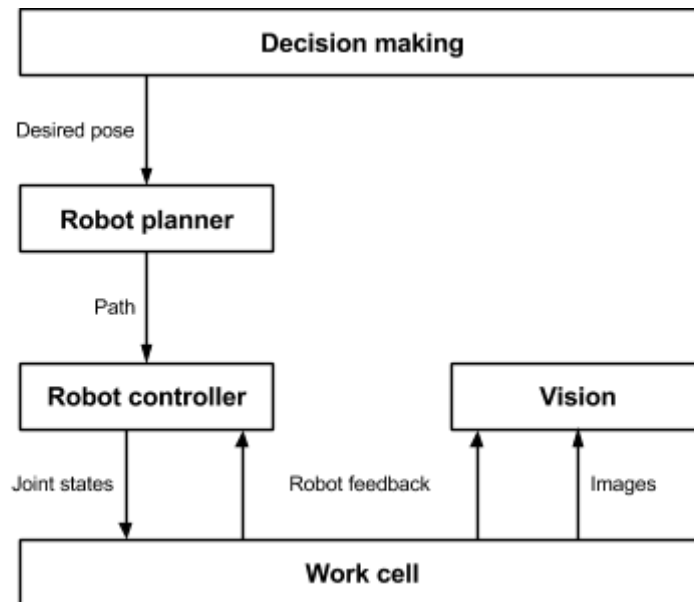 Decision making
Desired pose
Robot planner
Path
Robot controller
Vision
Joint states
Robot feedback
Images
Work cell